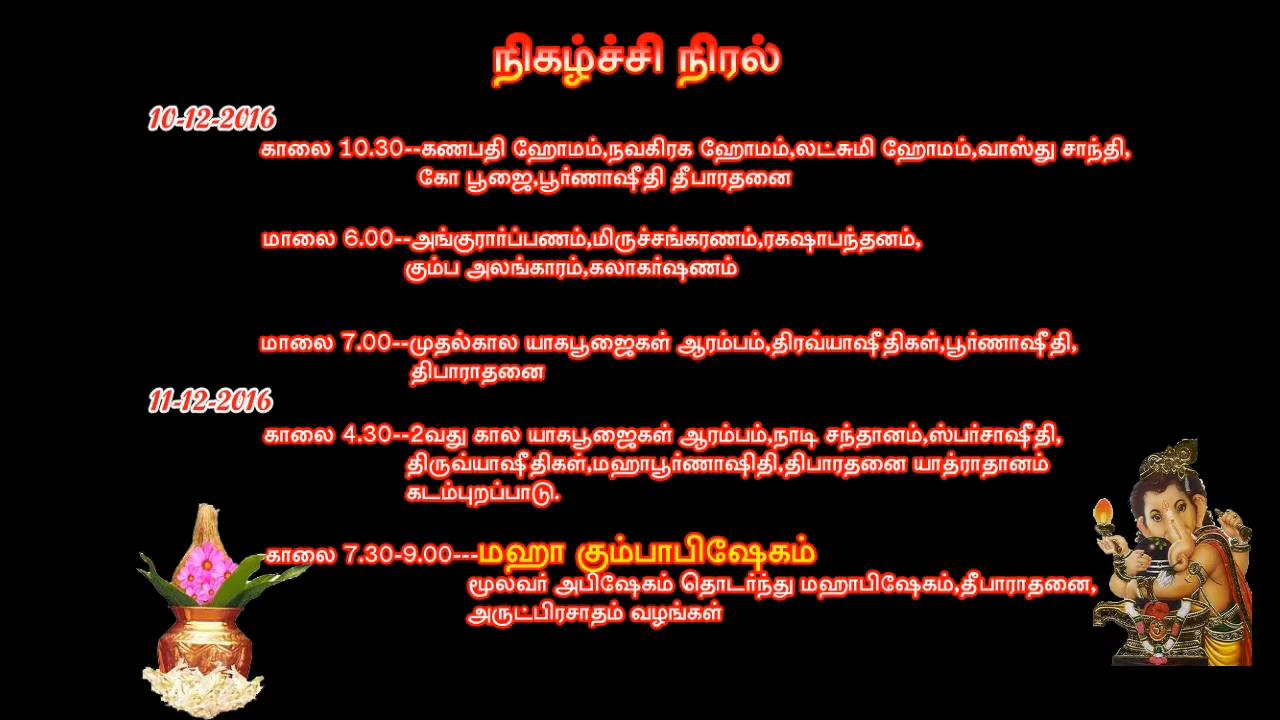 நிகழ்ச்சி நிரல்
10-12-2016
காலை 10.30--கணபதி ஹோமம்,நவகிரக ஹோமம்,லட்சுமி ஹோமம்,வாஸ்து சாந்தி,
கோ பூஜை,பூர்ணாஷீதி தீபாரதனை
மாலை 6.00--அங்குரார்ப்பணம்,மிருச்சங்கரணம்,ரகஷாபந்தனம்,
கும்ப அலங்காரம்,கலாகர்ஷணம்
மாலை 7.00--முதல்கால யாகபூஜைகள் ஆரம்பம்,திரவ்யாஷீதிகள்,பூர்ணாஷீதி,
திபாராதனை
11-12-2016
காலை 4.30--2வது கால யாகபூஜைகள் ஆரம்பம்,நாடி சந்தானம்,ஸ்பர்சாஷீதி,
திருவ்யாஷீதிகள்,மஹாபூர்ணாஷிதி,திபாரதனை யாத்ராதானம்
கடம்புறப்பாடு.
காலை 7.30-9.00---மஹா கும்பாபிஷேகம்
மூலவர் அபிஷேகம் தொடர்ந்து மஹாபிஷேகம்,தீபாராதனை,
அருட்பிரசாதம் வழங்கள்